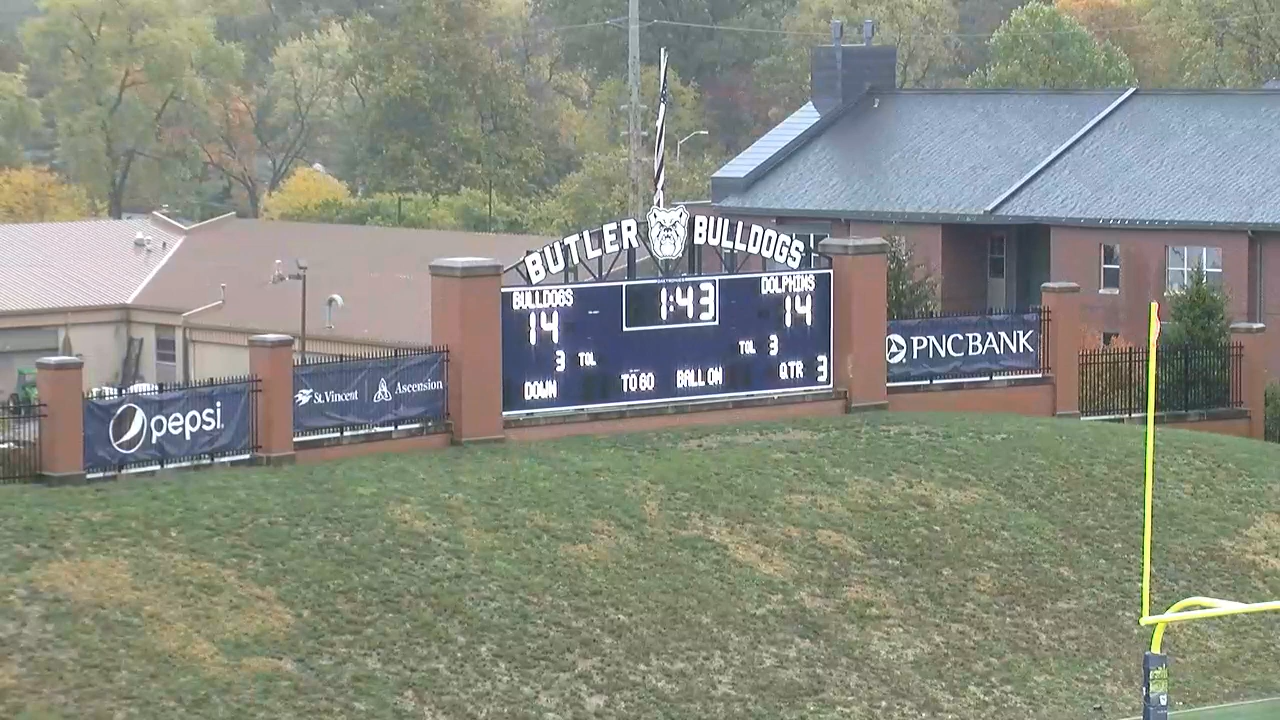 BUTLER BULLDOGS
BULLDOGS 1:43 DOLPHINS
14 14
3 TOL TOL 3
DOWN TO GO BALL ON QTR 3
PNC BANK
St.Vincent Ascension
pepsi